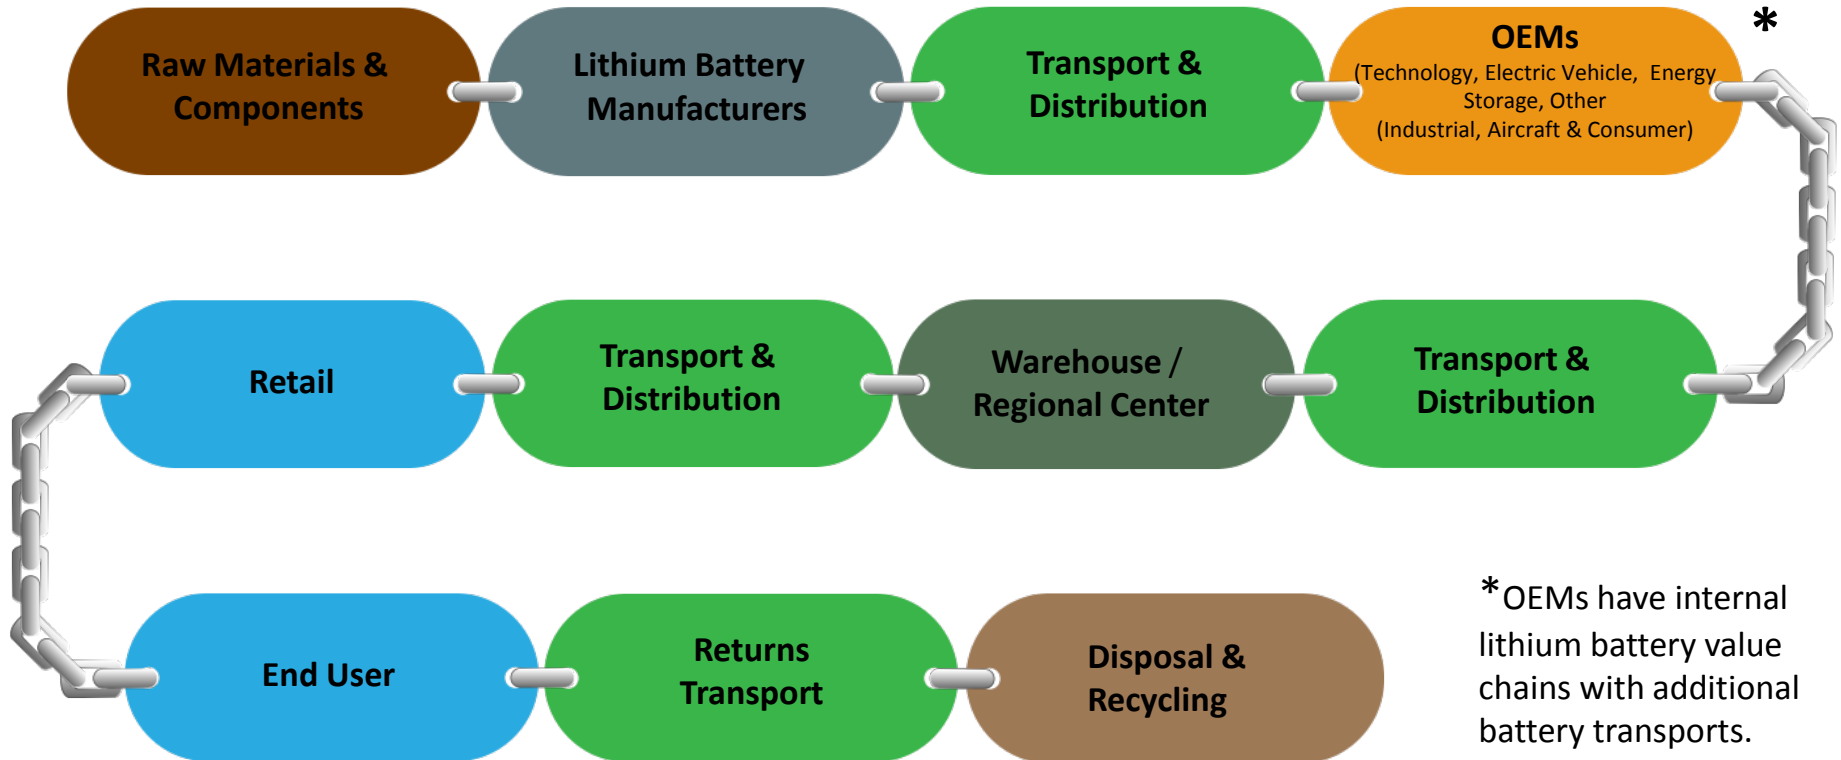 Raw Materials &
Components
Lithium Battery
Manufacturers
Transport &
Distribution
OEMs
(Technology, Electric Vehicle, Energy
Storage, Other
(Industrial, Aircraft & Consumer)
*
Retail
Transport &
Distribution
Warehouse /
Regional Center
Transport &
Distribution
End User
Returns
Transport
Disposal &
Recycling
*OEMs have internal
lithium battery value
chains with additional
battery transports.